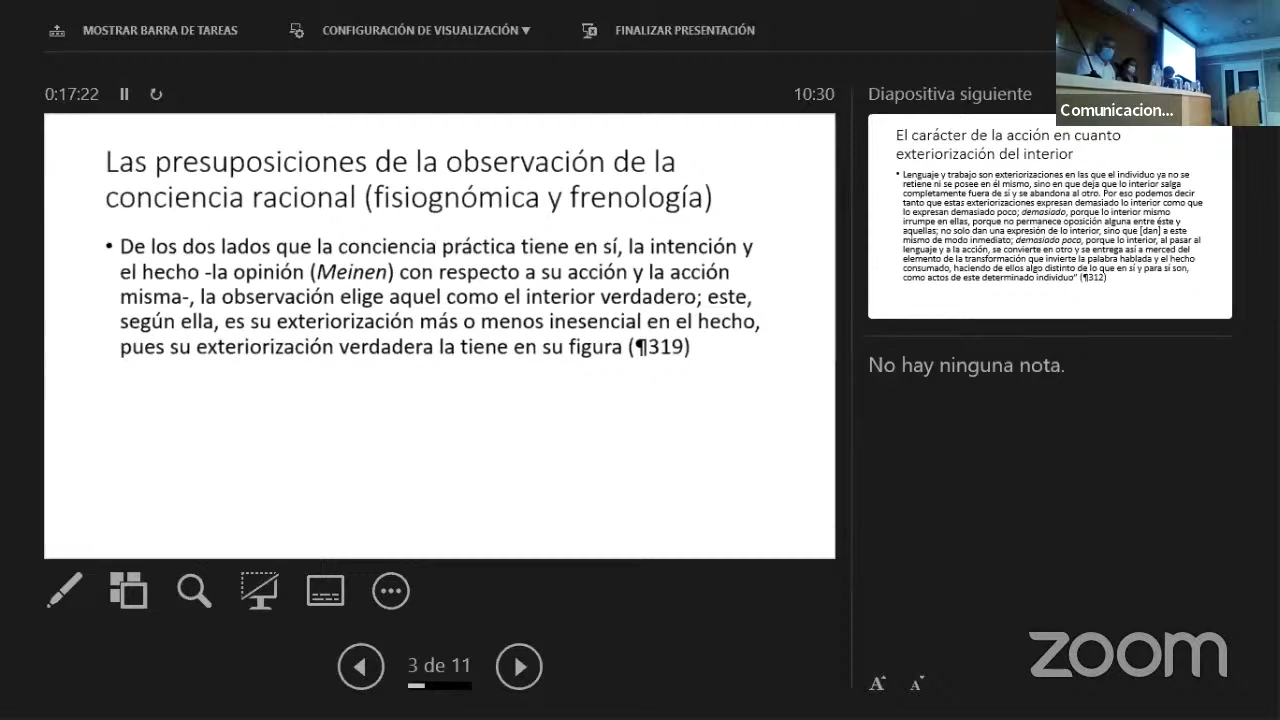 MOSTRAR BARRA DE TAREAS
CONFIGURACIÓN DE VISUALIZACIÓN ▼
FINALIZAR PRESENTACIÓN
Comunicacion...
0:17:22
10:30
Las presuposiciones de la observación de la
conciencia racional (fisiognómica y frenología)
• De los dos lados que la conciencia práctica tiene en sí, la intención y
el hecho -la opinión (Meinen) con respecto a su acción y la acción
misma-, la observación elige aquel como el interior verdadero; este,
según ella, es su exteriorización más o menos inesencial en el hecho,
pues su exteriorización verdadera la tiene en su figura (¶319)
3 de 11
Diapositiva siguiente
El carácter de la acción en cuanto
exteriorización del interior
• Lenguaje y trabajo son exteriorizaciones en las que el individuo ya no se
retiene ni se posee en él mismo, sino en que deja que lo interior salga
completamente fuera de sí y se abandona al otro. Por eso podemos decir
tanto que estas exteriorizaciones expresan demasiado lo interior como que
lo expresan demasiado poco; demasiado, porque lo interior mismo
irrumpe en ellas, porque no permanece oposición alguna entre éste y
aquellas; no solo dan una expresión de lo interior, sino que [dan] a este
mismo de modo inmediato; demasiado poco, porque lo interior, al pasar al
lenguaje y a la acción, se convierte en otro y se entrega así a merced del
elemento de la transformación que invierte la palabra hablada y el hecho
consumado, haciendo de ellos algo distinto de lo que en sí y para sí son,
como actos de este determinado individuo” (¶312)
No hay ninguna nota.
zoom
A A